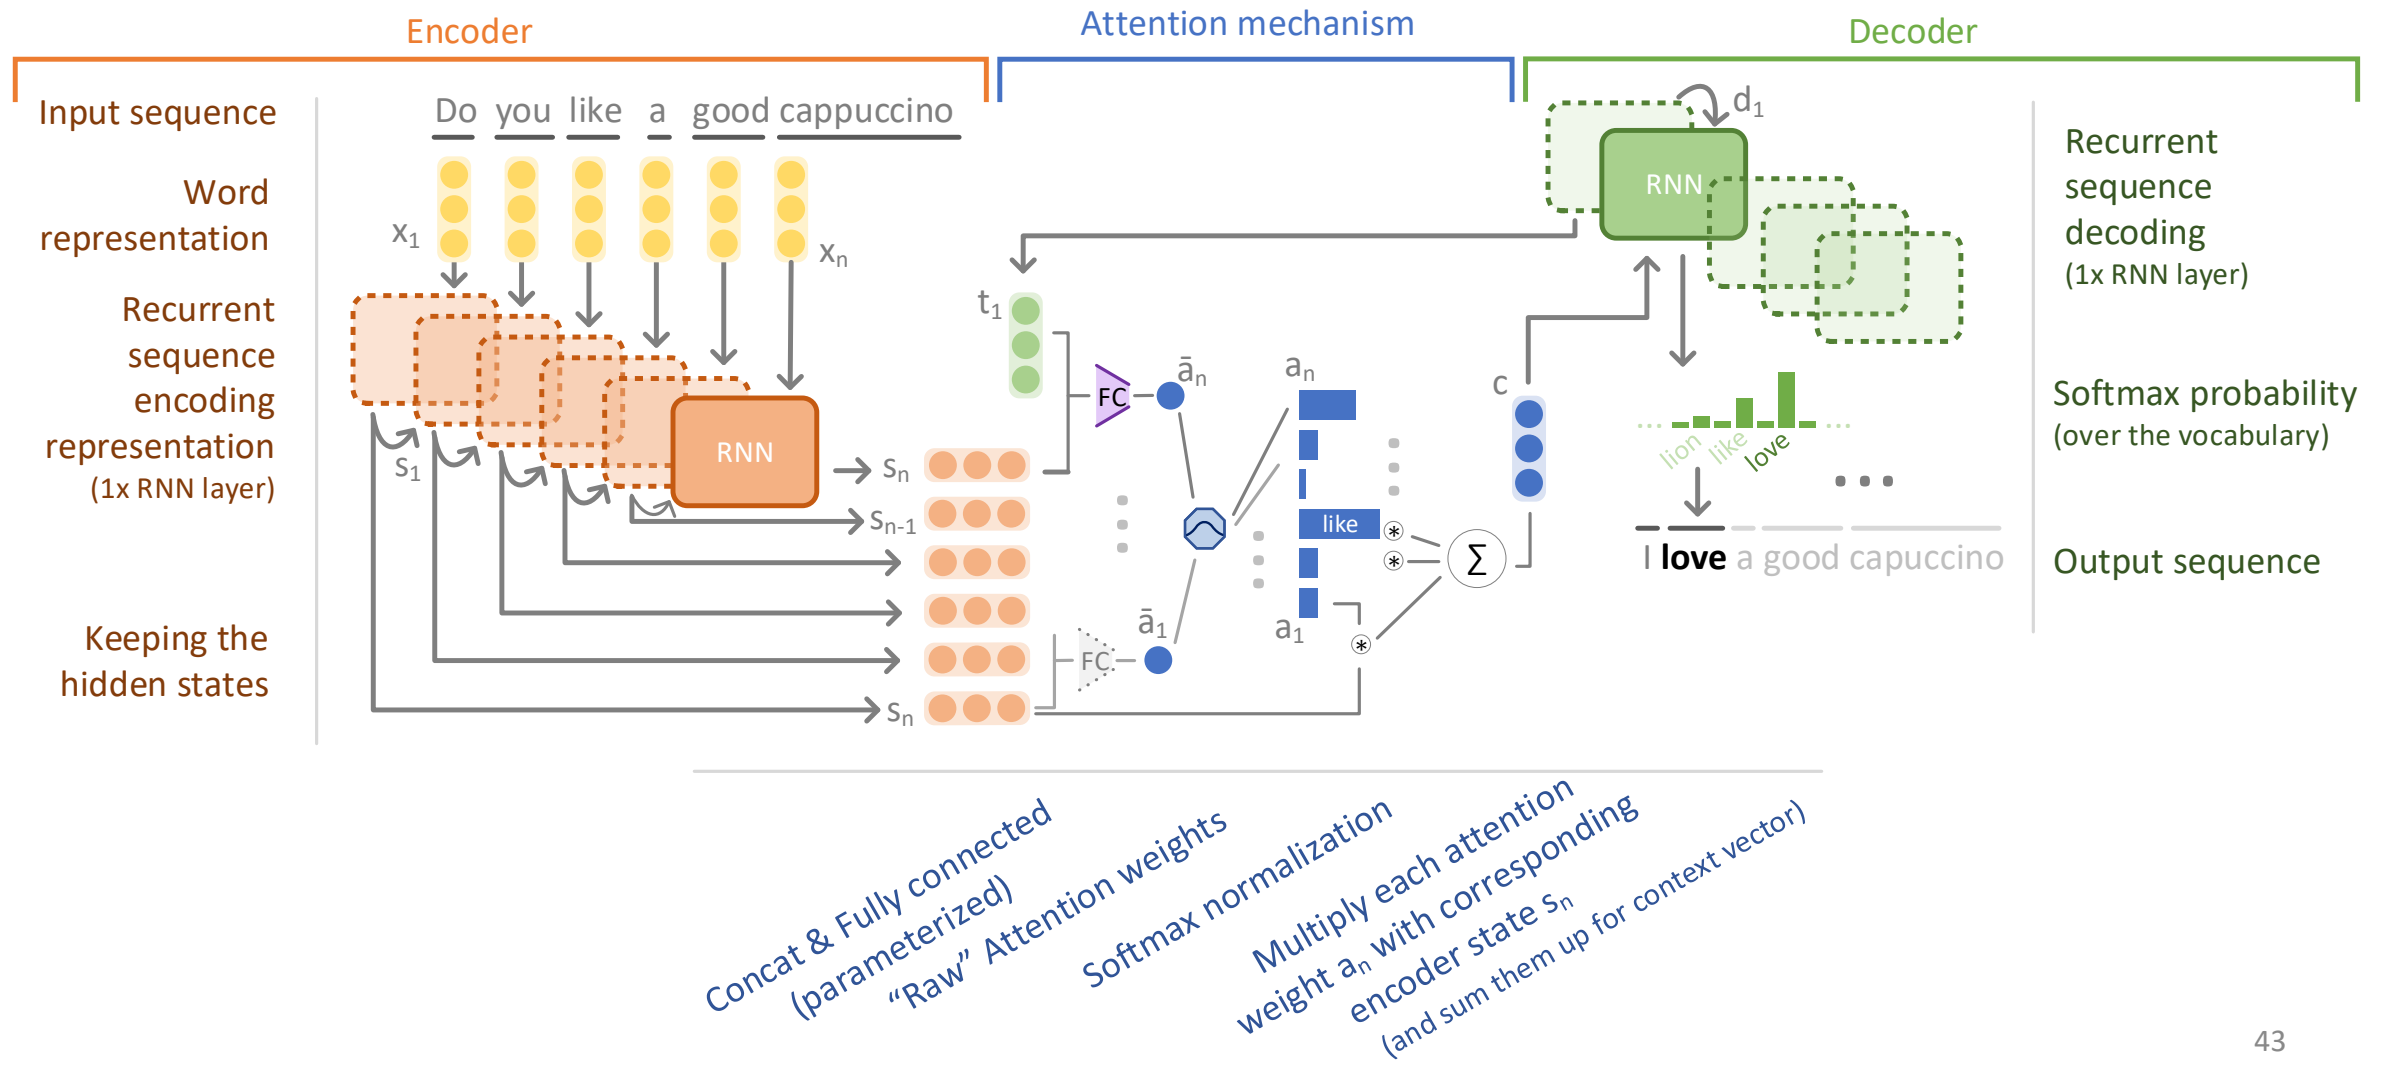 Encoder
Attention mechanism
Decoder
Input sequence
Do you like a good cappuccino
Word
representation
x1
xn
Recurrent
sequence
encoding
representation
(1x RNN layer)
s1
RNN
Keeping the
hidden states
sn
sn-1
sn
t1
FC
FC
ān
ā1
an
like
a1
∑
c
d1
RNN
Recurrent
sequence
decoding
(1x RNN layer)
... lion like love ...
Softmax probability
(over the vocabulary)
...
I love a good capuccino
Output sequence
Concat & Fully connected
(parameterized)
“Raw” Attention weights
Softmax normalization
Multiply each attention
weight an with corresponding
encoder state sn
(and sum them up for context vector)
43